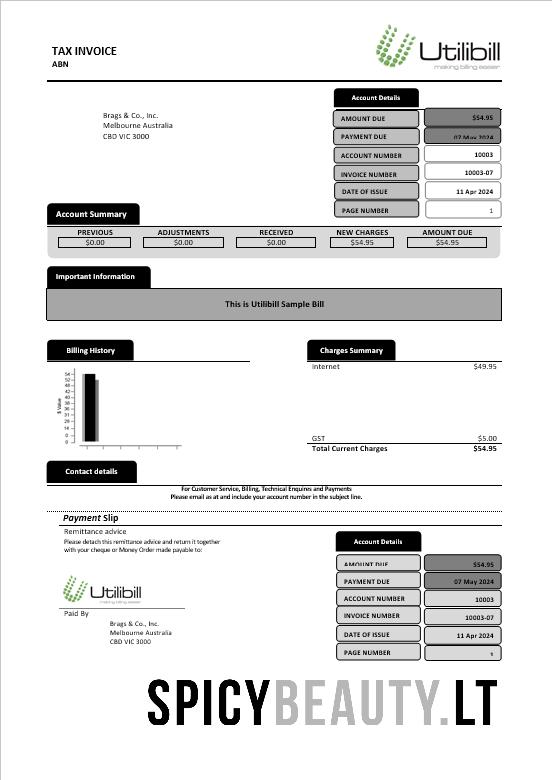 TAX INVOICE
ABN
Utilibill
making billing easier
Account Details
Brags & Co., Inc.
Melbourne Australia
CBD VIC 3000
AMOUNT DUE $54.95
PAYMENT DUE 07 May 2024
ACCOUNT NUMBER 10003
INVOICE NUMBER 10003-07
DATE OF ISSUE 11 Apr 2024
PAGE NUMBER 1
Account Summary
PREVIOUS ADJUSTMENTS RECEIVED NEW CHARGES AMOUNT DUE
$0.00 $0.00 $0.00 $54.95 $54.95
Important Information
This is Utilibill Sample Bill
Billing History
$ Value
54
52
48
40
38
36
31
29
14
0
0
Charges Summary
Internet $49.95
GST $5.00
Total Current Charges $54.95
Contact details
For Customer Service, Billing, Technical Enquires and Payments
Please email as at and include your account number in the subject line.
Payment Slip
Remittance advice
Please detach this remittance advice and return it together
with your cheque or Money Order made payable to:
Utilibill
making billing easier
Paid By
Brags & Co., Inc.
Melbourne Australia
CBD VIC 3000
Account Details
AMOUNT DUE $54.95
PAYMENT DUE 07 May 2024
ACCOUNT NUMBER 10003
INVOICE NUMBER 10003-07
DATE OF ISSUE 11 Apr 2024
PAGE NUMBER 1
SPICYBEAUTY.LT